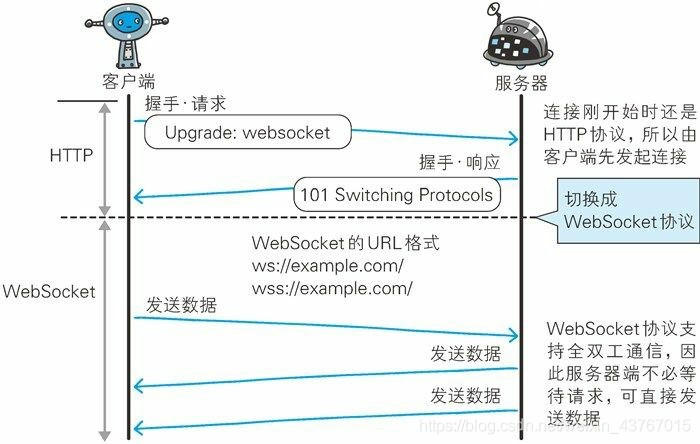 客户端
服务器
握手·请求
Upgrade: websocket
连接刚开始时还是
HTTP协议，所以由
客户端先发起连接
HTTP
握手·响应
101 Switching Protocols
切换成
WebSocket协议
WebSocket的URL格式
ws://example.com/
wss://example.com/
WebSocket
发送数据
发送数据
发送数据
WebSocket协议支
持全双工通信，因
此服务器端不必等
待请求，可直接发
送数据